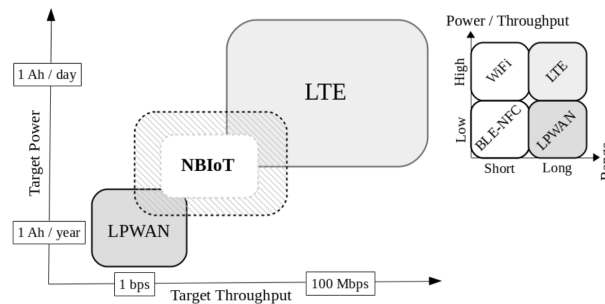 Power / Throughput
1 Ah / day
LTE
High
WiFi
LTE
Target Power
NBIoT
Low
BLE-NFC
LPWAN
Range
Short
Long
1 Ah / year
LPWAN
1 bps
100 Mbps
Target Throughput